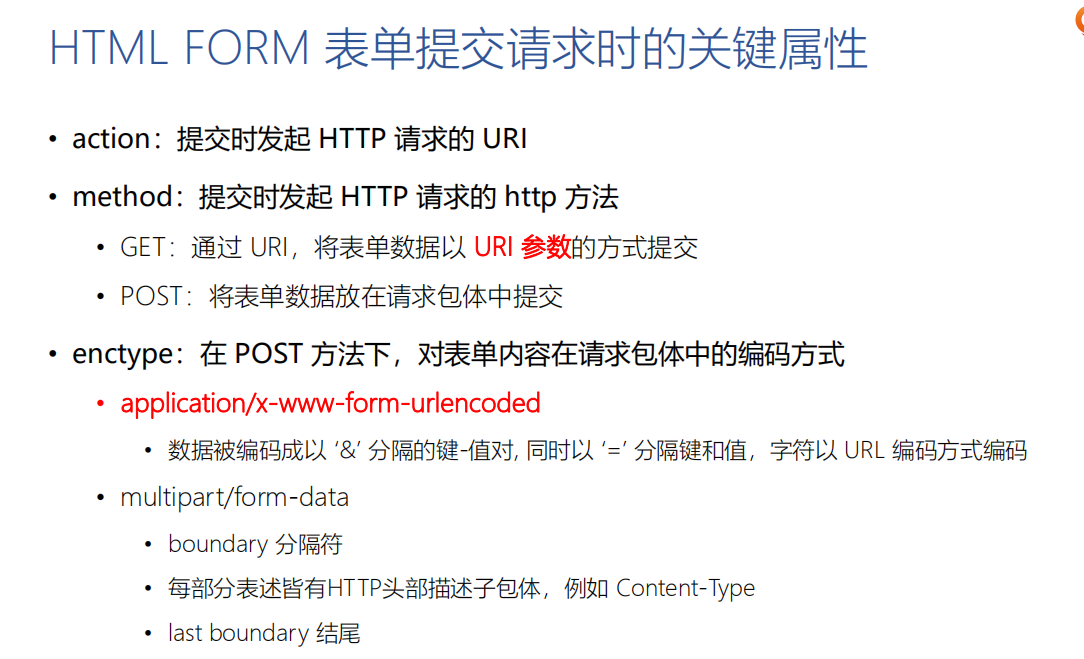 HTML FORM 表单提交请求时的关键属性
• action：提交时发起 HTTP 请求的 URI
• method：提交时发起 HTTP 请求的 http 方法
• GET：通过 URI，将表单数据以 URI 参数的方式提交
• POST：将表单数据放在请求包体中提交
• enctype：在 POST 方法下，对表单内容在请求包体中的编码方式
• application/x-www-form-urlencoded
• 数据被编码成以 ‘&’ 分隔的键-值对, 同时以 ‘=’ 分隔键和值，字符以 URL 编码方式编码
• multipart/form-data
• boundary 分隔符
• 每部分表述皆有HTTP头部描述子包体，例如 Content-Type
• last boundary 结尾